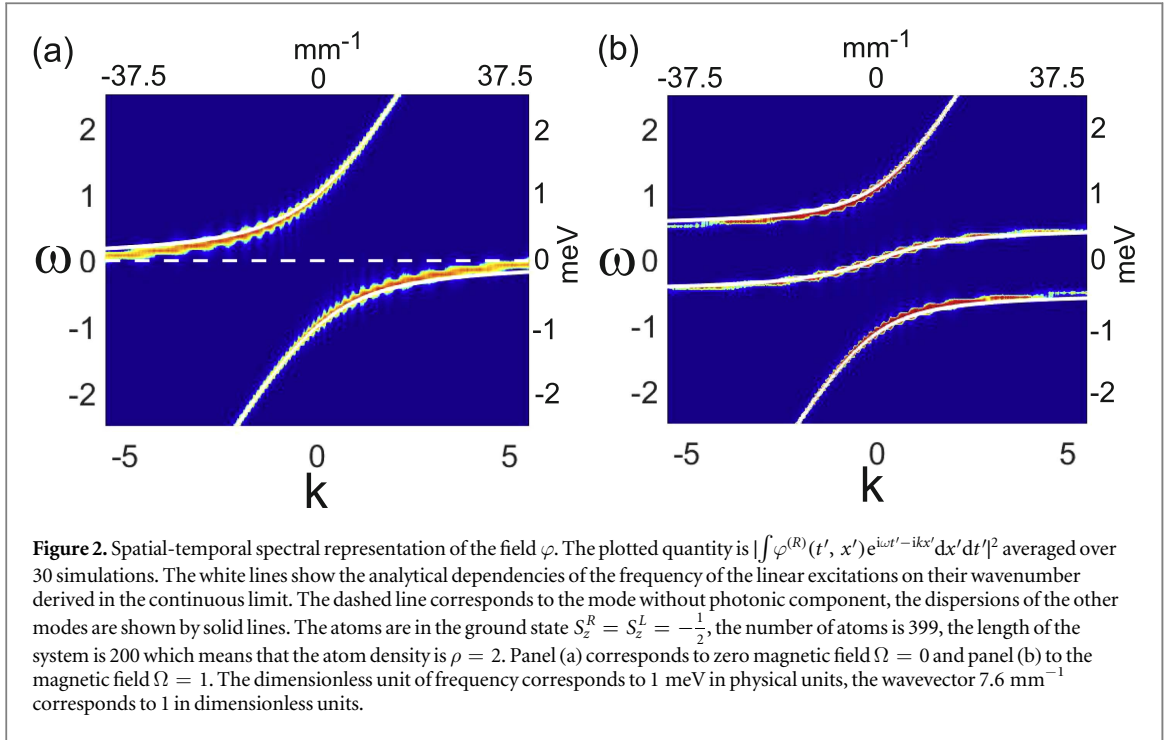 (a) mm⁻¹ (b) mm⁻¹
-37.5 0 37.5 -37.5 0 37.5
2 2 2 2
1 1 1 1
ω 0 0 meV ω 0 0 meV
-1 -1 -1 -1
-2 -2 -2 -2
-5 0 5 -5 0 5
k k
Figure 2. Spatial-temporal spectral representation of the field φ. The plotted quantity is |∫φ⁽ᴿ⁾(t′, x′)e^{iωt′−ikx′}dx′dt′|² averaged over
30 simulations. The white lines show the analytical dependencies of the frequency of the linear excitations on their wavenumber
derived in the continuous limit. The dashed line corresponds to the mode without photonic component, the dispersions of the other
modes are shown by solid lines. The atoms are in the ground state S_z^R = S_z^L = −1/2, the number of atoms is 399, the length of the
system is 200 which means that the atom density is ρ = 2. Panel (a) corresponds to zero magnetic field Ω = 0 and panel (b) to the
magnetic field Ω = 1. The dimensionless unit of frequency corresponds to 1 meV in physical units, the wavevector 7.6 mm⁻¹
corresponds to 1 in dimensionless units.